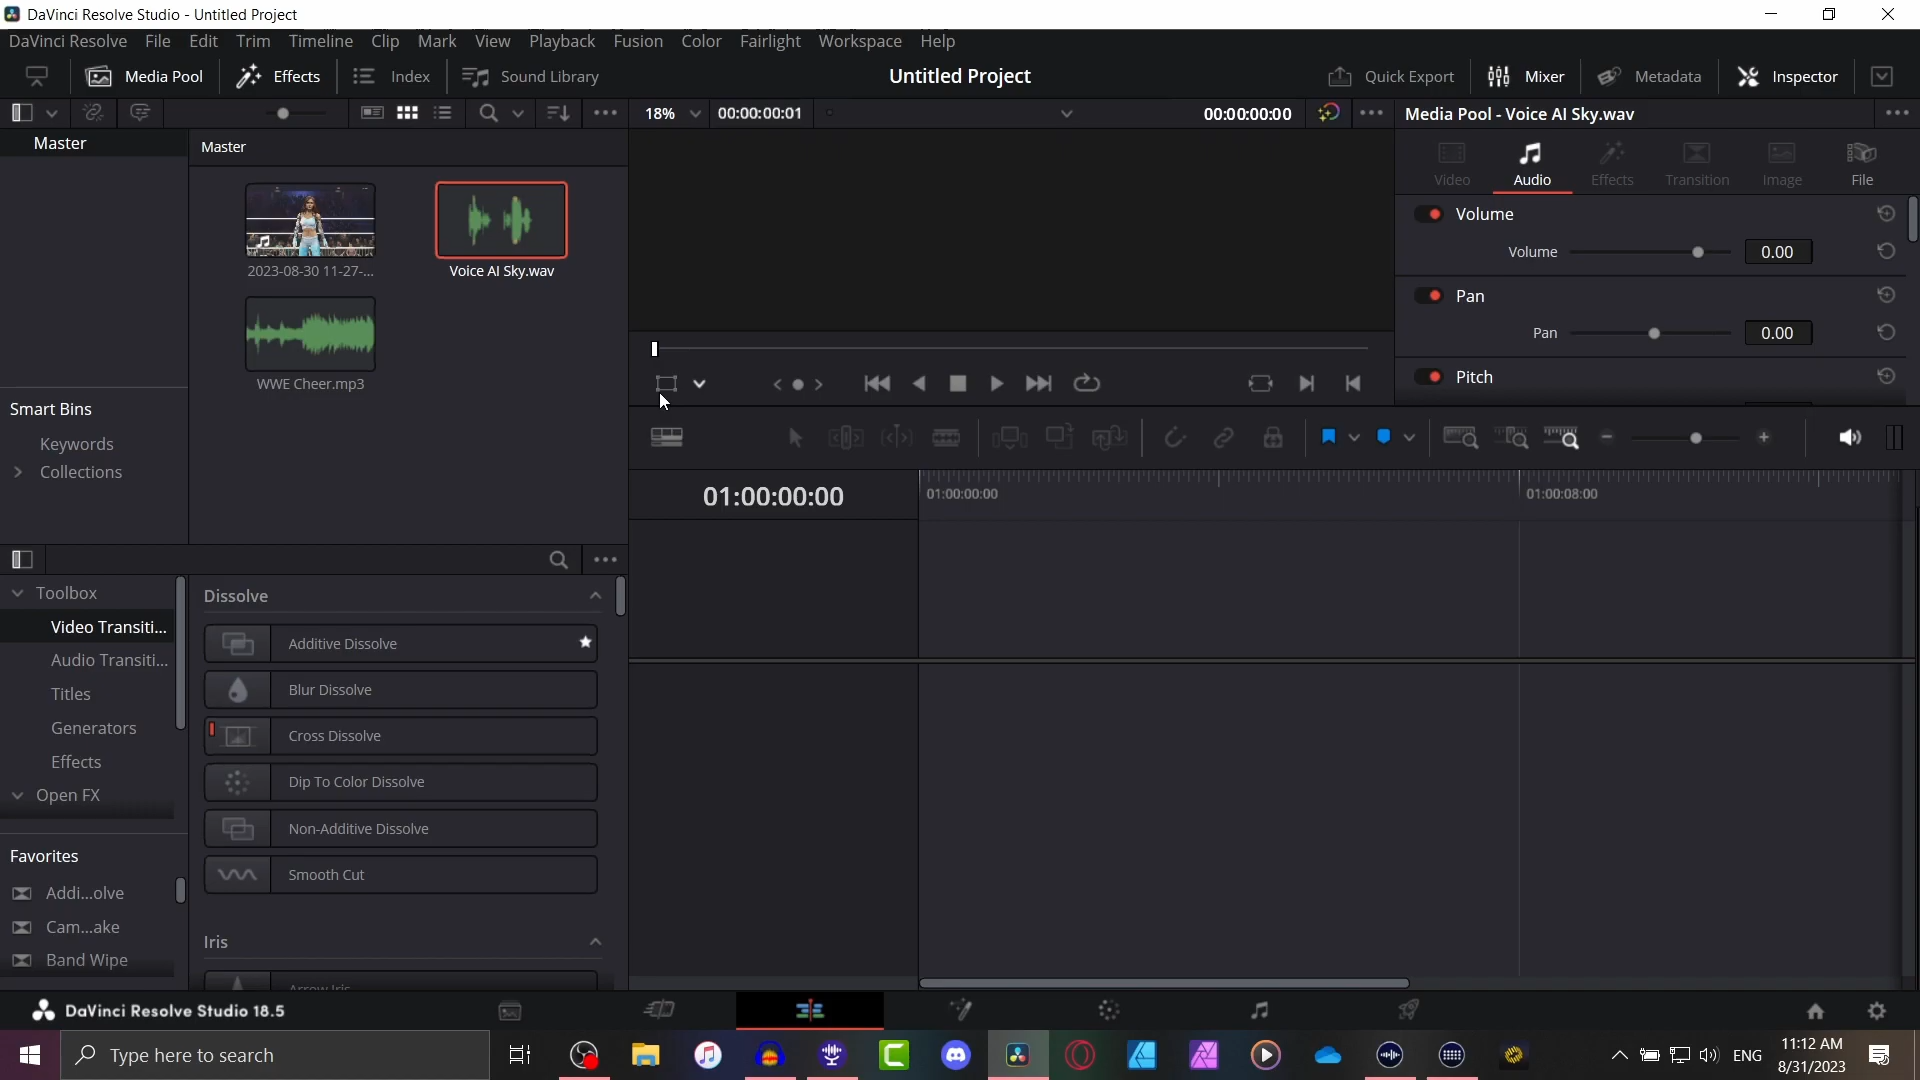 DaVinci Resolve Studio - Untitled Project
DaVinci Resolve File Edit Trim Timeline Clip Mark View Playback Fusion Color Fairlight Workspace Help
Media Pool Effects Index Sound Library Untitled Project Quick Export Mixer Metadata Inspector
18% 00:00:00:01 00:00:00:00 Media Pool - Voice AI Sky.wav
Master
Master
Video Audio Effects Transition Image File
2023-08-30 11-27-...
Voice AI Sky.wav
WWE Cheer.mp3
Volume
Volume 0.00
Pan
Pan 0.00
Pitch
Smart Bins
Keywords
Collections
01:00:00:00
01:00:00:00
01:00:08:00
Toolbox
Video Transiti...
Audio Transiti...
Titles
Generators
Effects
Open FX
Favorites
Addi...olve
Cam...ake
Band Wipe
Dissolve
Additive Dissolve
Blur Dissolve
Cross Dissolve
Dip To Color Dissolve
Non-Additive Dissolve
Smooth Cut
Iris
Arrow Iris
DaVinci Resolve Studio 18.5
Type here to search
ENG
11:12 AM
8/31/2023